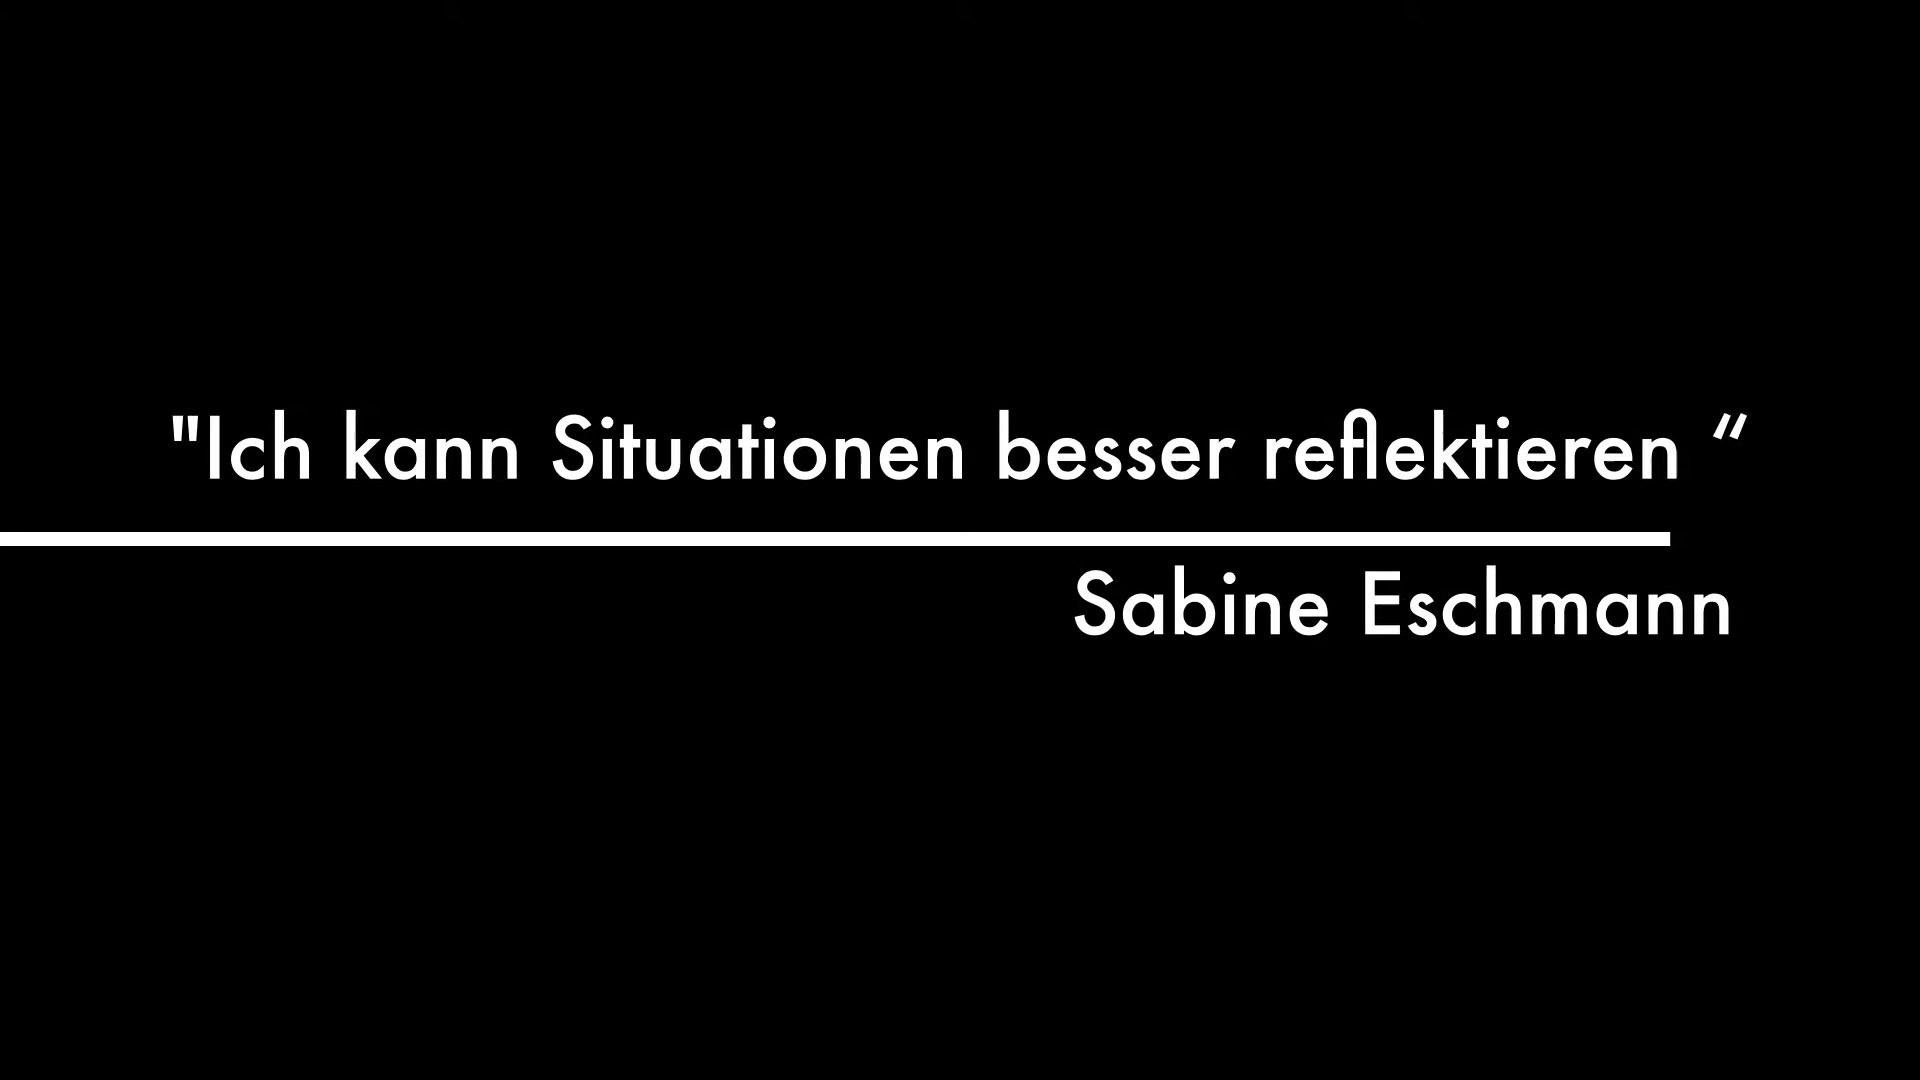 "Ich kann Situationen besser reflektieren “
Sabine Eschmann